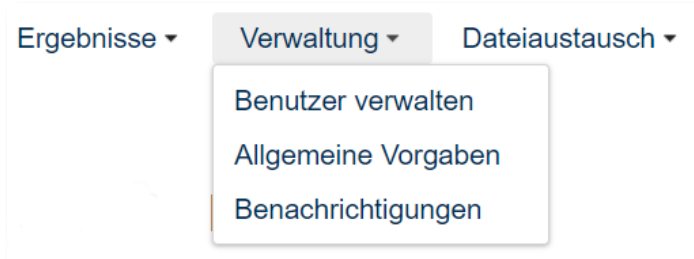 Ergebnisse Verwaltung Dateiaustausch
Benutzer verwalten
Allgemeine Vorgaben
Benachrichtigungen